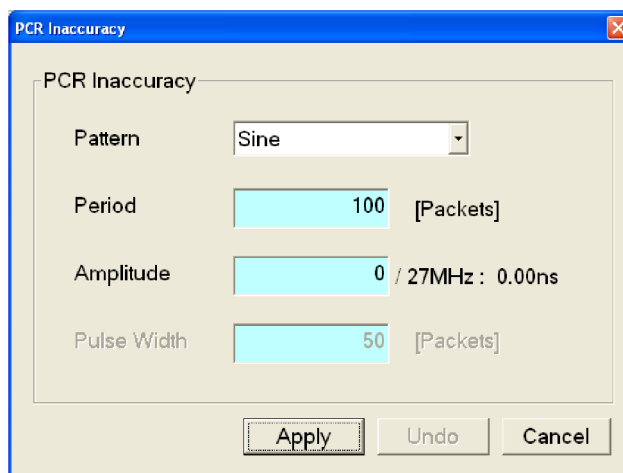 PCR Inaccuracy
PCR Inaccuracy
Pattern Sine
Period 100 [Packets]
Amplitude 0 / 27MHz : 0.00ns
Pulse Width 50 [Packets]
Apply Undo Cancel